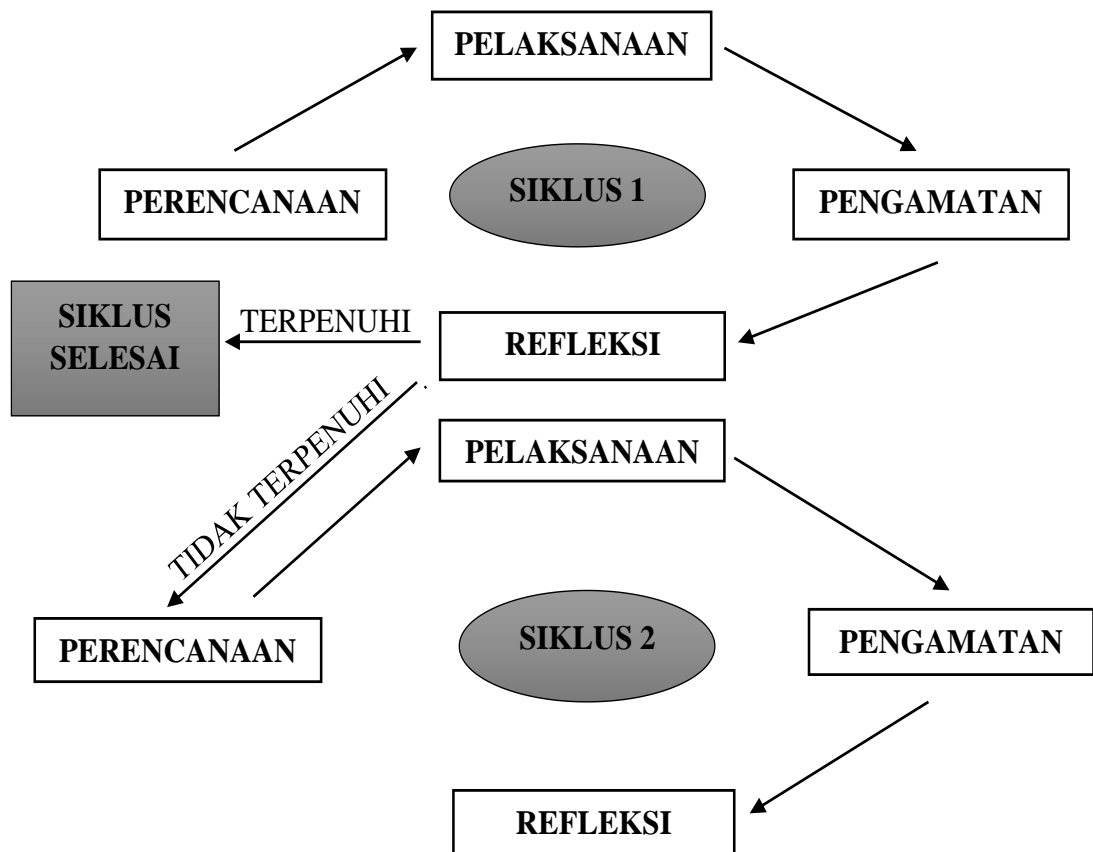 PELAKSANAAN
PERENCANAAN
SIKLUS 1
PENGAMATAN
SIKLUS
SELESAI
TERPENUHI
REFLEKSI
TIDAK TERPENUHI
PELAKSANAAN
PERENCANAAN
SIKLUS 2
PENGAMATAN
REFLEKSI